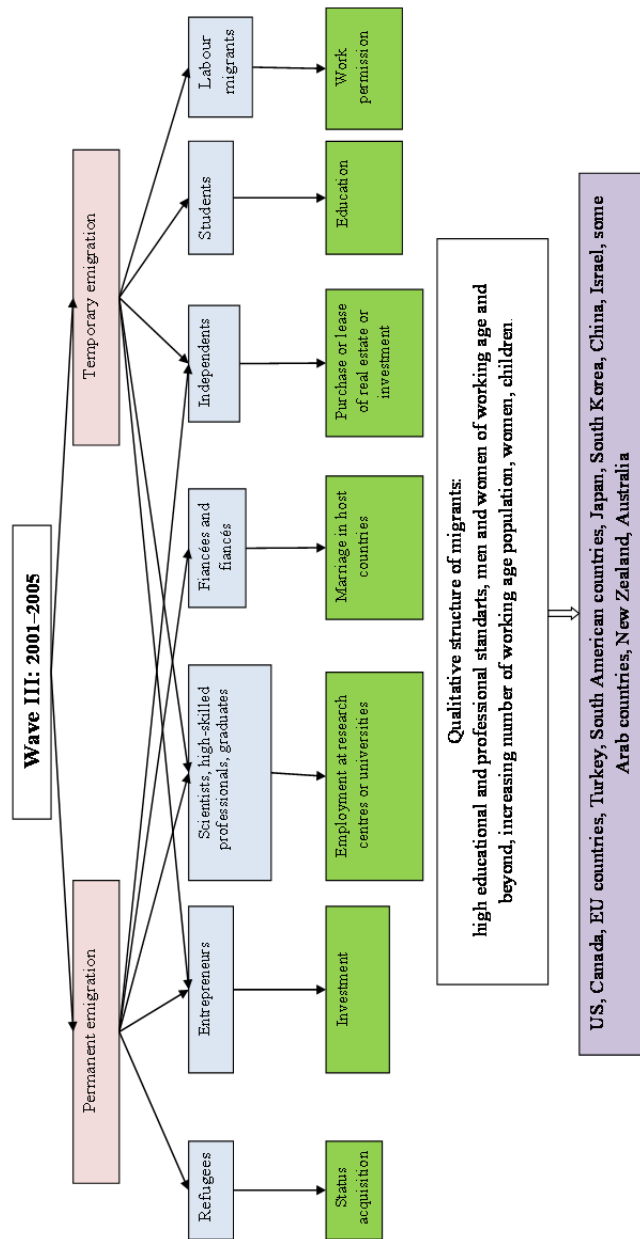 Wave III: 2001–2005
Permanent emigration
Temporary emigration
Refugees
Entrepreneurs
Scientists, high-skilled
professionals, graduates
Fiancées and
fiancés
Independents
Students
Labour
migrants
Status
acquisition
Investment
Employment at research
centres or universities
Marriage in host
countries
Purchase or lease
of real estate or
investment
Education
Work
permission
Qualitative structure of migrants:
high educational and professional standarts, men and women of working age and
beyond, increasing number of working age population, women, children.
US, Canada, EU countries, Turkey, South American countries, Japan, South Korea, China, Israel, some
Arab countries, New Zealand, Australia